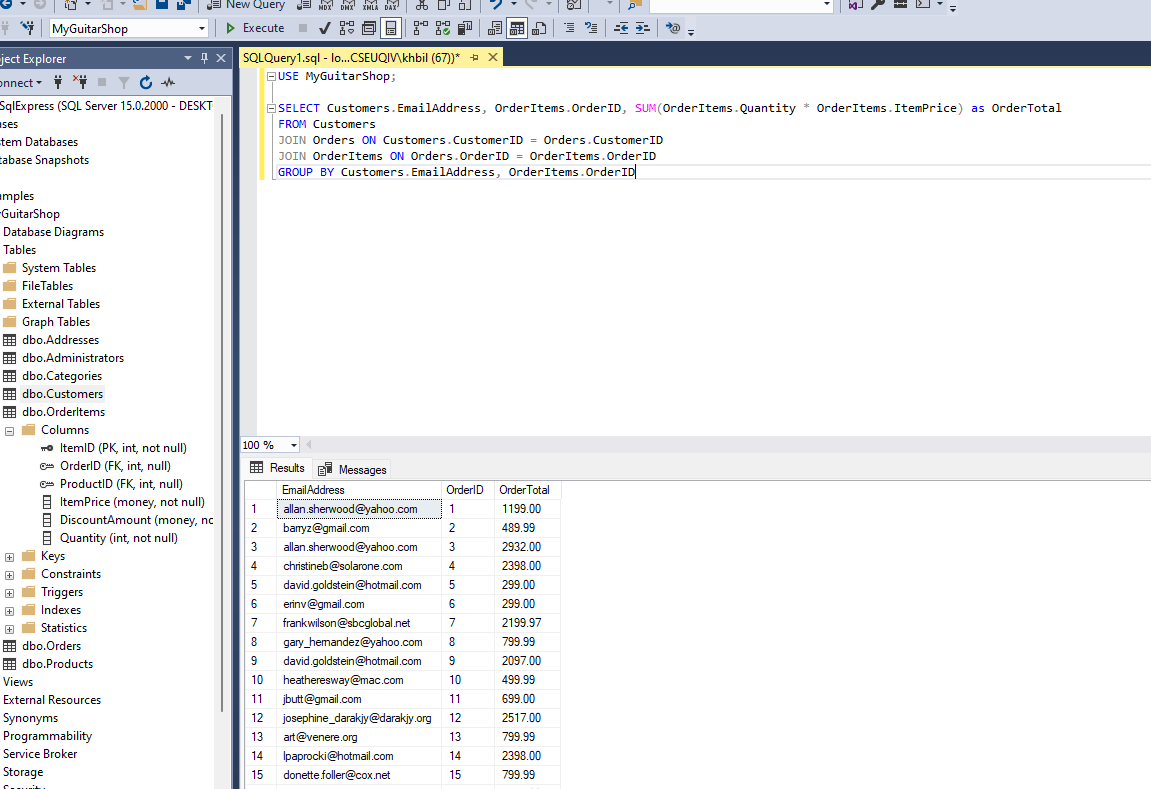 New Query
MDX
DMX
XMLA
DAX
MyGuitarShop
Execute
ject Explorer
SQLQuery1.sql - lo...CSEUQIV\khbil (67))*
onnect
SqlExpress (SQL Server 15.0.2000 - DESKT
ses
stem Databases
tabase Snapshots
amples
yGuitarShop
Database Diagrams
Tables
System Tables
FileTables
External Tables
Graph Tables
dbo.Addresses
dbo.Administrators
dbo.Categories
dbo.Customers
dbo.OrderItems
Columns
ItemID (PK, int, not null)
OrderID (FK, int, null)
ProductID (FK, int, null)
ItemPrice (money, not null)
DiscountAmount (money, no
Quantity (int, not null)
Keys
Constraints
Triggers
Indexes
Statistics
dbo.Orders
dbo.Products
Views
External Resources
Synonyms
Programmability
Service Broker
Storage
Security
USE MyGuitarShop;
SELECT Customers.EmailAddress, OrderItems.OrderID, SUM(OrderItems.Quantity * OrderItems.ItemPrice) as OrderTotal
FROM Customers
JOIN Orders ON Customers.CustomerID = Orders.CustomerID
JOIN OrderItems ON Orders.OrderID = OrderItems.OrderID
GROUP BY Customers.EmailAddress, OrderItems.OrderID
100 %
Results Messages
EmailAddress OrderID OrderTotal
1 allan.sherwood@yahoo.com 1 1199.00
2 barryz@gmail.com 2 489.99
3 allan.sherwood@yahoo.com 3 2932.00
4 christineb@solarone.com 4 2398.00
5 david.goldstein@hotmail.com 5 299.00
6 erinv@gmail.com 6 299.00
7 frankwilson@sbcglobal.net 7 2199.97
8 gary_hernandez@yahoo.com 8 799.99
9 david.goldstein@hotmail.com 9 2097.00
10 heatheresway@mac.com 10 499.99
11 jbutt@gmail.com 11 699.00
12 josephine_darakjy@darakjy.org 12 2517.00
13 art@venere.org 13 799.99
14 lpaprocki@hotmail.com 14 2398.00
15 donette.foller@cox.net 15 799.99